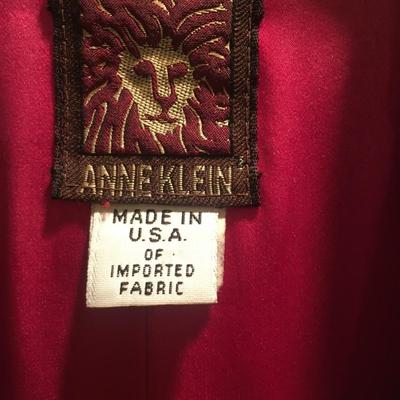 ANNE KLEIN
MADE IN
U.S.A.
OF
IMPORTED
FABRIC